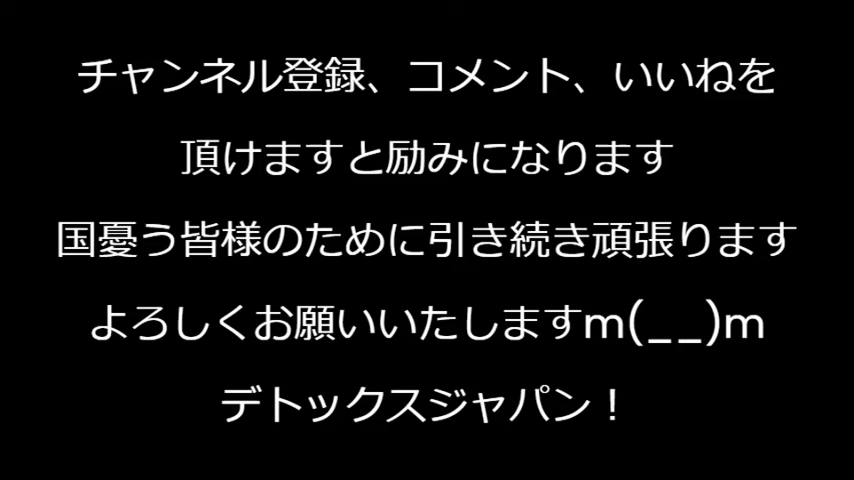 チャンネル登録、コメント、いいねを
頂けますと励みになります
国憂う皆様のために引き続き頑張ります
よろしくお願いいたしますm(__)m
デトックスジャパン！